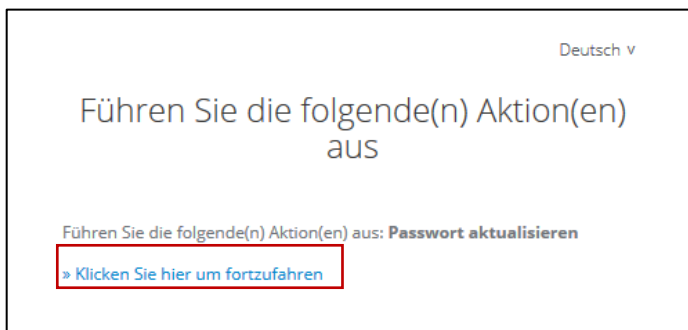 Deutsch v
Führen Sie die folgende(n) Aktion(en)
aus
Führen Sie die folgende(n) Aktion(en) aus: Passwort aktualisieren
» Klicken Sie hier um fortzufahren